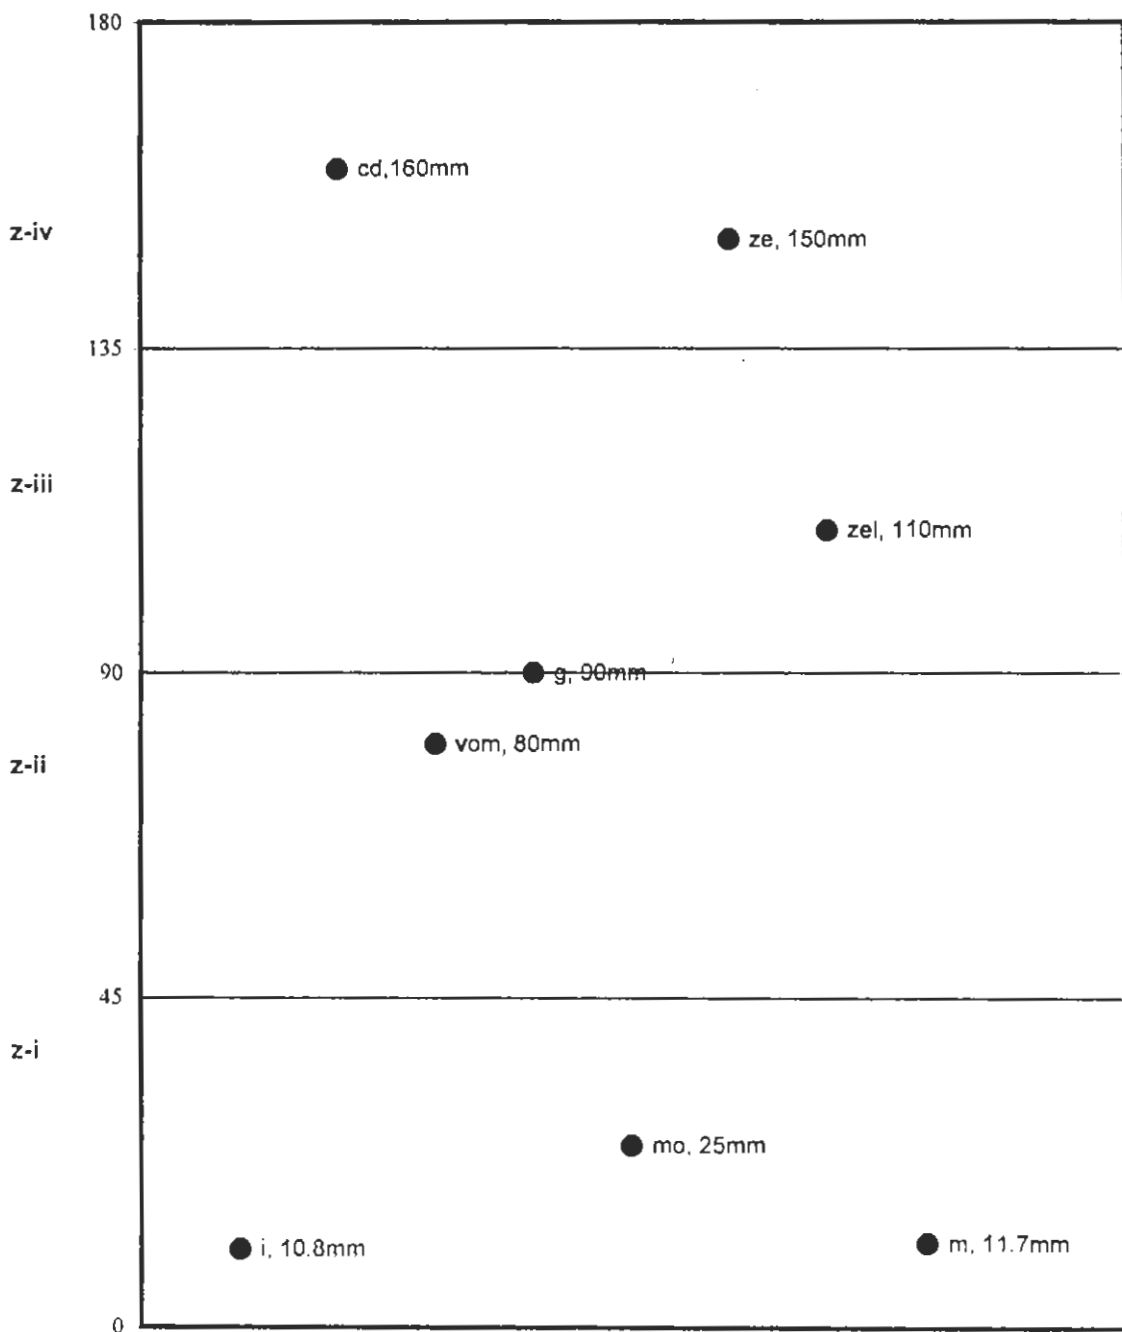 180
cd,160mm
z-iv
ze, 150mm
135
z-iii
zel, 110mm
90
g, 90mm
vom, 80mm
z-ii
45
z-i
mo, 25mm
i, 10.8mm
m, 11.7mm
0